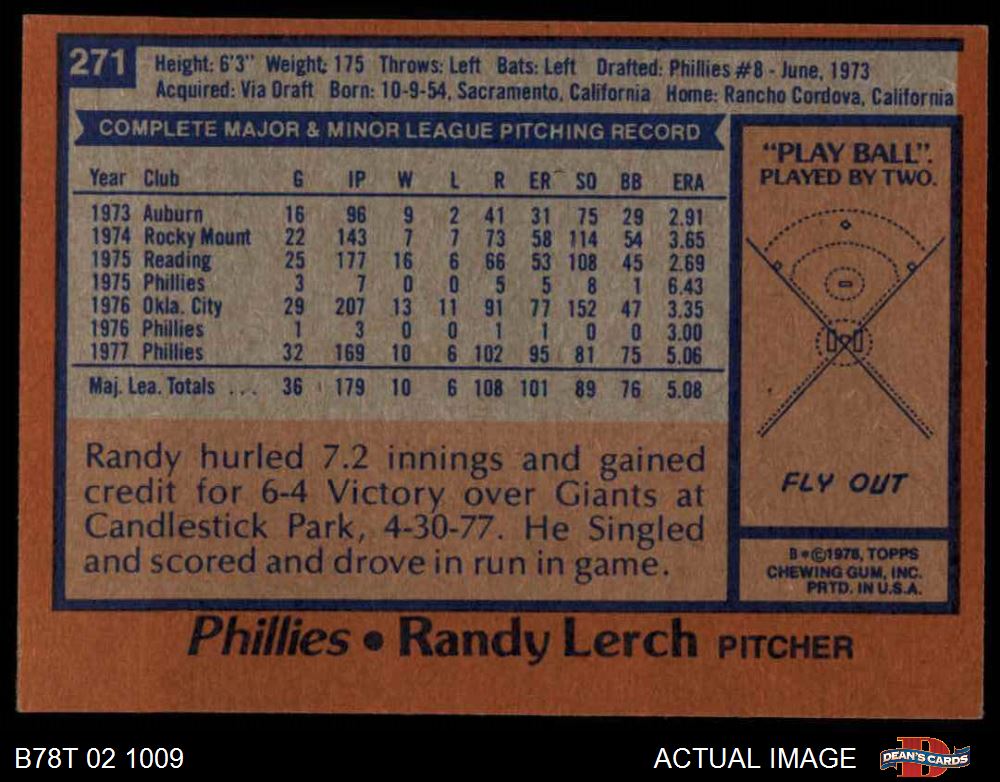 271
Height: 6'3" Weight: 175 Throws: Left Bats: Left Drafted: Phillies #8 - June, 1973
Acquired: Via Draft Born: 10-9-54, Sacramento, California Home: Rancho Cordova, California
COMPLETE MAJOR & MINOR LEAGUE PITCHING RECORD
Year Club G IP W L R ER SO BB ERA
1973 Auburn 16 96 9 2 41 31 75 29 2.91
1974 Rocky Mount 22 143 7 7 73 58 114 54 3.65
1975 Reading 25 177 16 6 66 53 108 45 2.69
1975 Phillies 3 7 0 0 5 5 8 1 6.43
1976 Okla. City 29 207 13 11 91 77 152 47 3.35
1976 Phillies 1 3 0 0 1 1 0 0 3.00
1977 Phillies 32 169 10 6 102 95 81 75 5.06
Maj. Lea. Totals ... 36 179 10 6 108 101 89 76 5.08
Randy hurled 7.2 innings and gained
credit for 6-4 Victory over Giants at
Candlestick Park, 4-30-77. He Singled
and scored and drove in run in game.
"PLAY BALL".
PLAYED BY TWO.
FLY OUT
B*©1978, TOPPS
CHEWING GUM, INC.
PRTD. IN U.S.A.
Phillies • Randy Lerch PITCHER
B78T 02 1009
ACTUAL IMAGE
DEAN'S CARDS